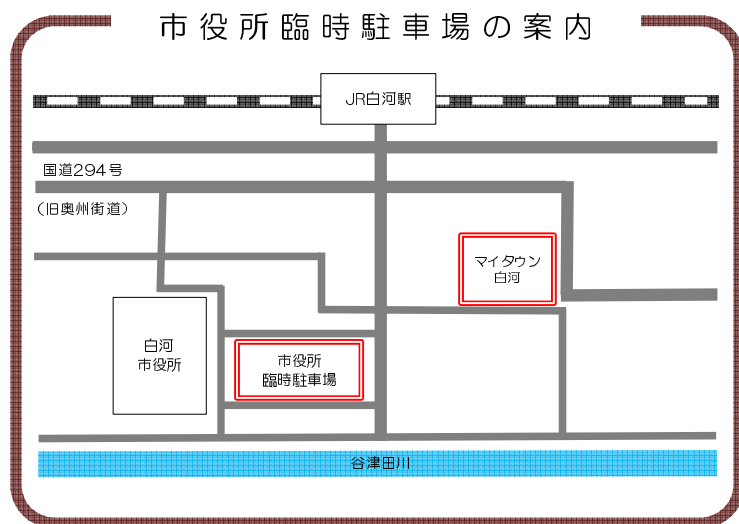 市役所臨時駐車場の案内
JR白河駅
国道294号
（旧奥州街道）
マイタウン
白河
白河
市役所
市役所
臨時駐車場
谷津田川